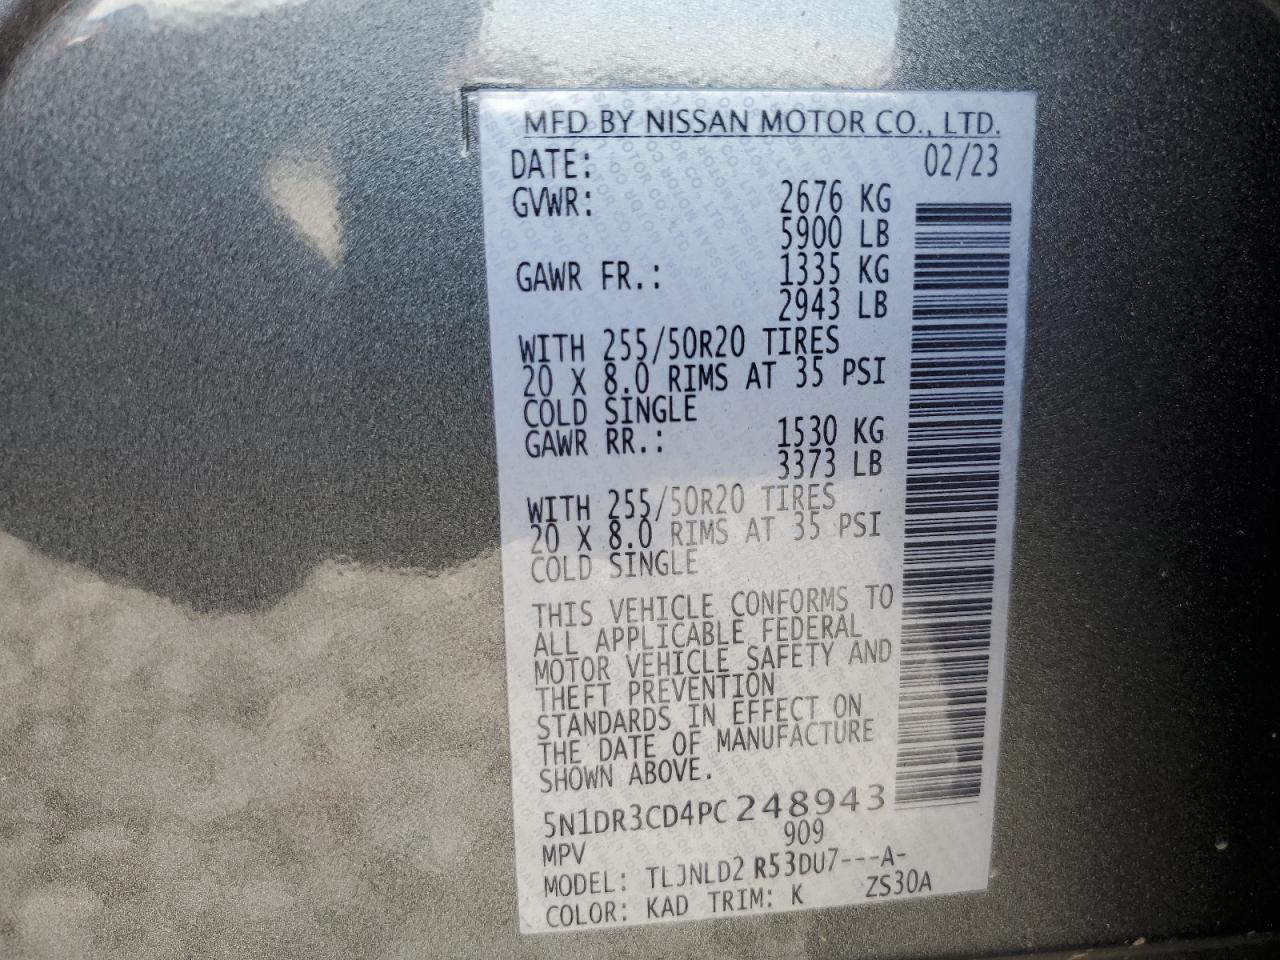 MFD BY NISSAN MOTOR CO., LTD.
DATE: 02/23
GVWR: 2676 KG
5900 LB
GAWR FR.: 1335 KG
2943 LB
WITH 255/50R20 TIRES
20 X 8.0 RIMS AT 35 PSI
COLD SINGLE
GAWR RR.: 1530 KG
3373 LB
WITH 255/50R20 TIRES
20 X 8.0 RIMS AT 35 PSI
COLD SINGLE
THIS VEHICLE CONFORMS TO
ALL APPLICABLE FEDERAL
MOTOR VEHICLE SAFETY AND
THEFT PREVENTION
STANDARDS IN EFFECT ON
THE DATE OF MANUFACTURE
SHOWN ABOVE.
5N1DR3CD4PC 248943
MPV 909
MODEL: TLJNLD2 R53DU7---A-
COLOR: KAD TRIM: K ZS30A